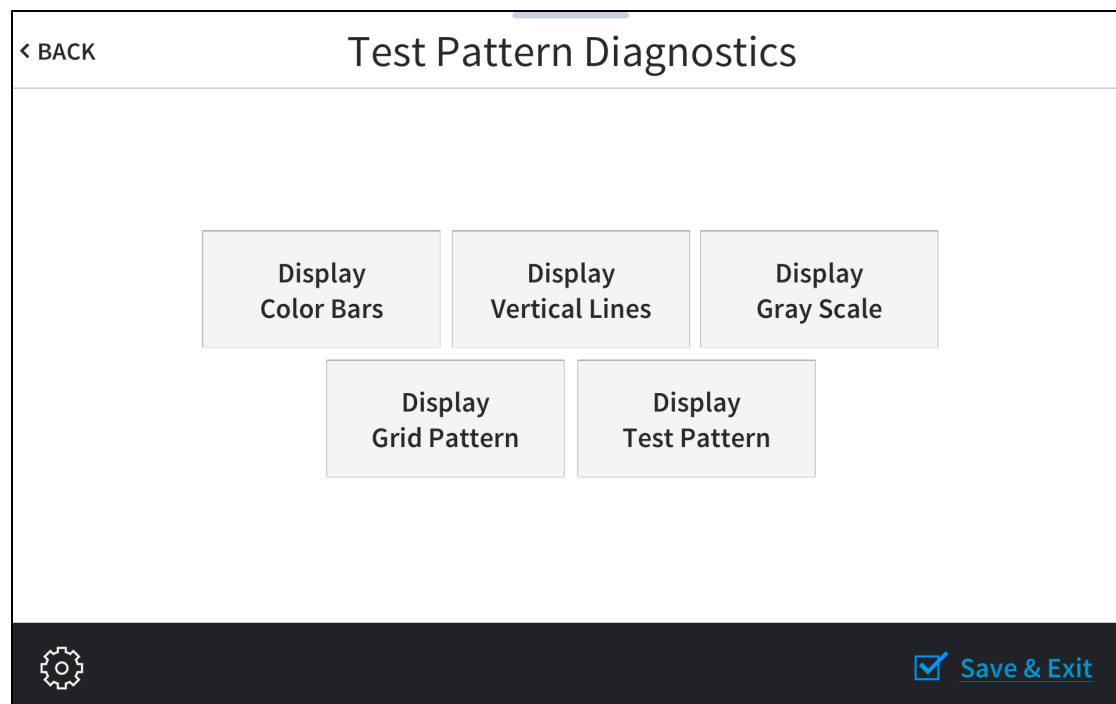 < BACK
Test Pattern Diagnostics
Display
Color Bars
Display
Vertical Lines
Display
Gray Scale
Display
Grid Pattern
Display
Test Pattern
Save & Exit